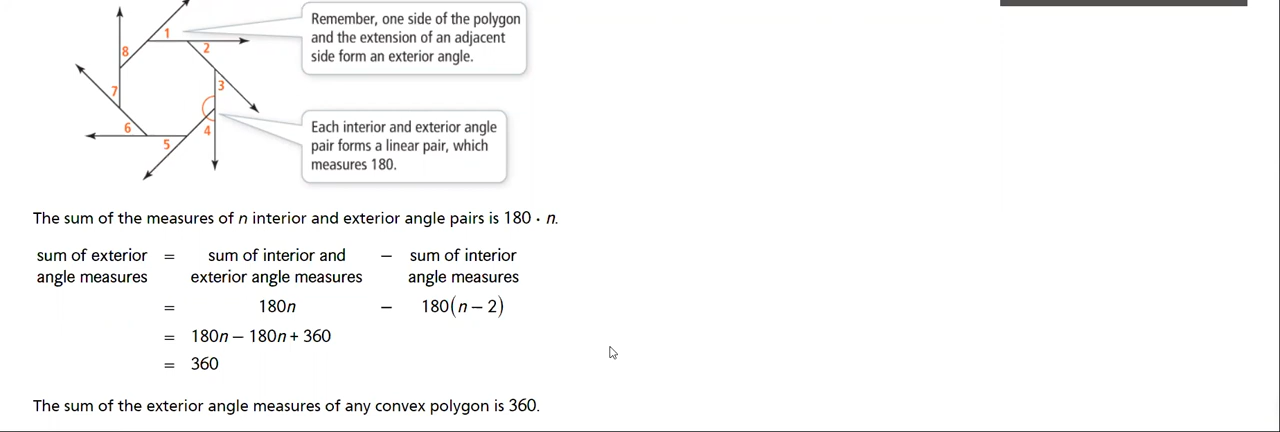 Remember, one side of the polygon
and the extension of an adjacent
side form an exterior angle.
1
2
8
3
7
6
4
5
Each interior and exterior angle
pair forms a linear pair, which
measures 180.
The sum of the measures of n interior and exterior angle pairs is 180 · n.
sum of exterior = sum of interior and − sum of interior
angle measures exterior angle measures angle measures
= 180n − 180(n − 2)
= 180n − 180n + 360
= 360
The sum of the exterior angle measures of any convex polygon is 360.